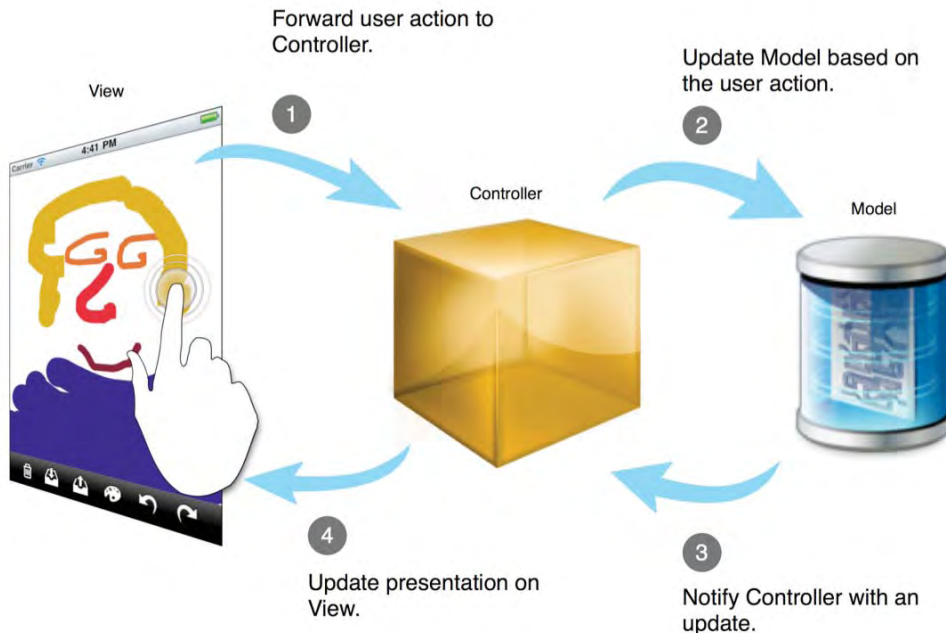 Forward user action to
Controller.
Update Model based on
the user action.
View
1
2
Carrier
4:41 PM
Controller
Model
4
3
Update presentation on
View.
Notify Controller with an
update.